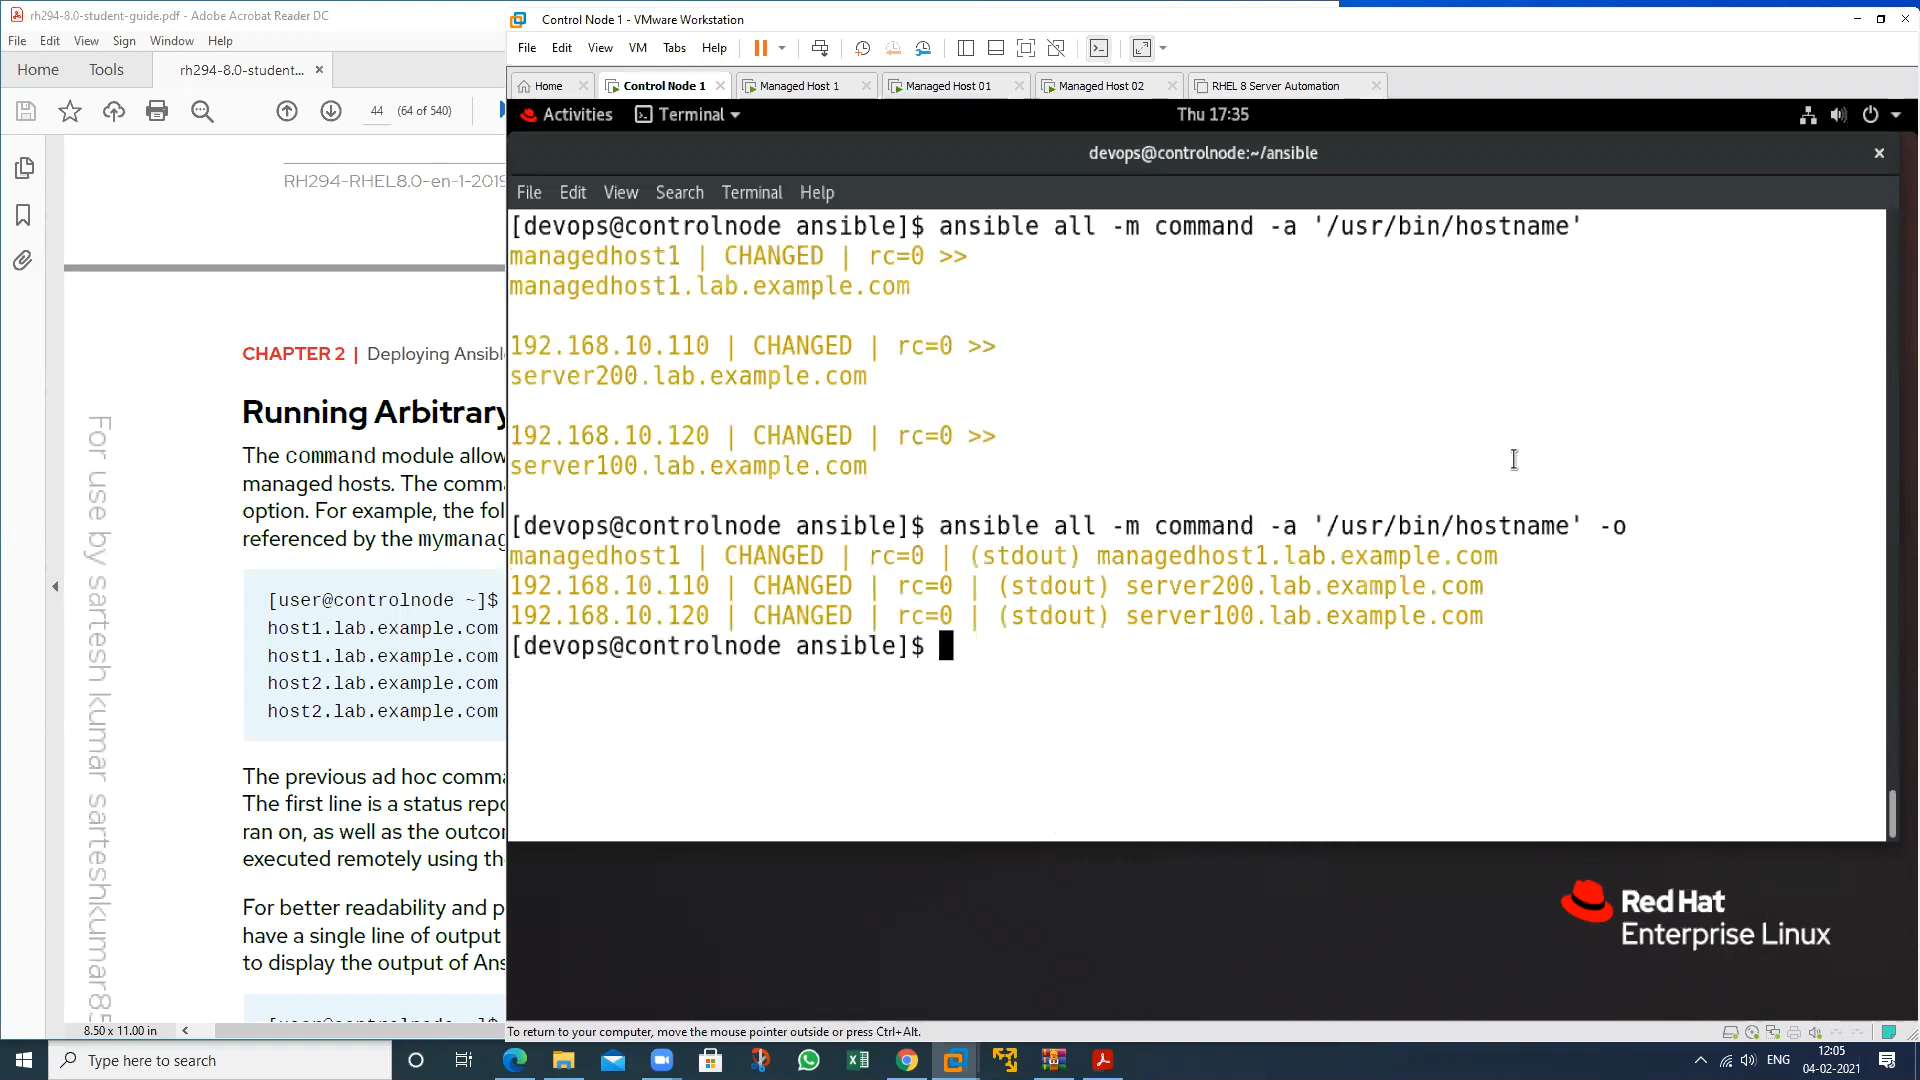 rh294-8.0-student-guide.pdf - Adobe Acrobat Reader DC
File Edit View Sign Window Help
Home Tools rh294-8.0-student... ×
44 (64 of 540)
RH294-RHEL8.0-en-1-2019
CHAPTER 2 | Deploying Ansibl
Running Arbitrary
The command module allow
managed hosts. The comma
option. For example, the fol
referenced by the mymanag
[user@controlnode ~]$
host1.lab.example.com
host1.lab.example.com
host2.lab.example.com
host2.lab.example.com
The previous ad hoc comma
The first line is a status repo
ran on, as well as the outcor
executed remotely using the
For better readability and p
have a single line of output
to display the output of Ans
For use by sartesh kumar sarteshkumar85
8.50 x 11.00 in
Control Node 1 - VMware Workstation
File Edit View VM Tabs Help
Home Control Node 1 Managed Host 1 Managed Host 01 Managed Host 02 RHEL 8 Server Automation
Activities Terminal Thu 17:35
devops@controlnode:~/ansible
File Edit View Search Terminal Help
[devops@controlnode ansible]$ ansible all -m command -a '/usr/bin/hostname'
managedhost1 | CHANGED | rc=0 >>
managedhost1.lab.example.com
192.168.10.110 | CHANGED | rc=0 >>
server200.lab.example.com
192.168.10.120 | CHANGED | rc=0 >>
server100.lab.example.com
[devops@controlnode ansible]$ ansible all -m command -a '/usr/bin/hostname' -o
managedhost1 | CHANGED | rc=0 | (stdout) managedhost1.lab.example.com
192.168.10.110 | CHANGED | rc=0 | (stdout) server200.lab.example.com
192.168.10.120 | CHANGED | rc=0 | (stdout) server100.lab.example.com
[devops@controlnode ansible]$
Red Hat
Enterprise Linux
To return to your computer, move the mouse pointer outside or press Ctrl+Alt.
Type here to search
ENG
12:05
04-02-2021